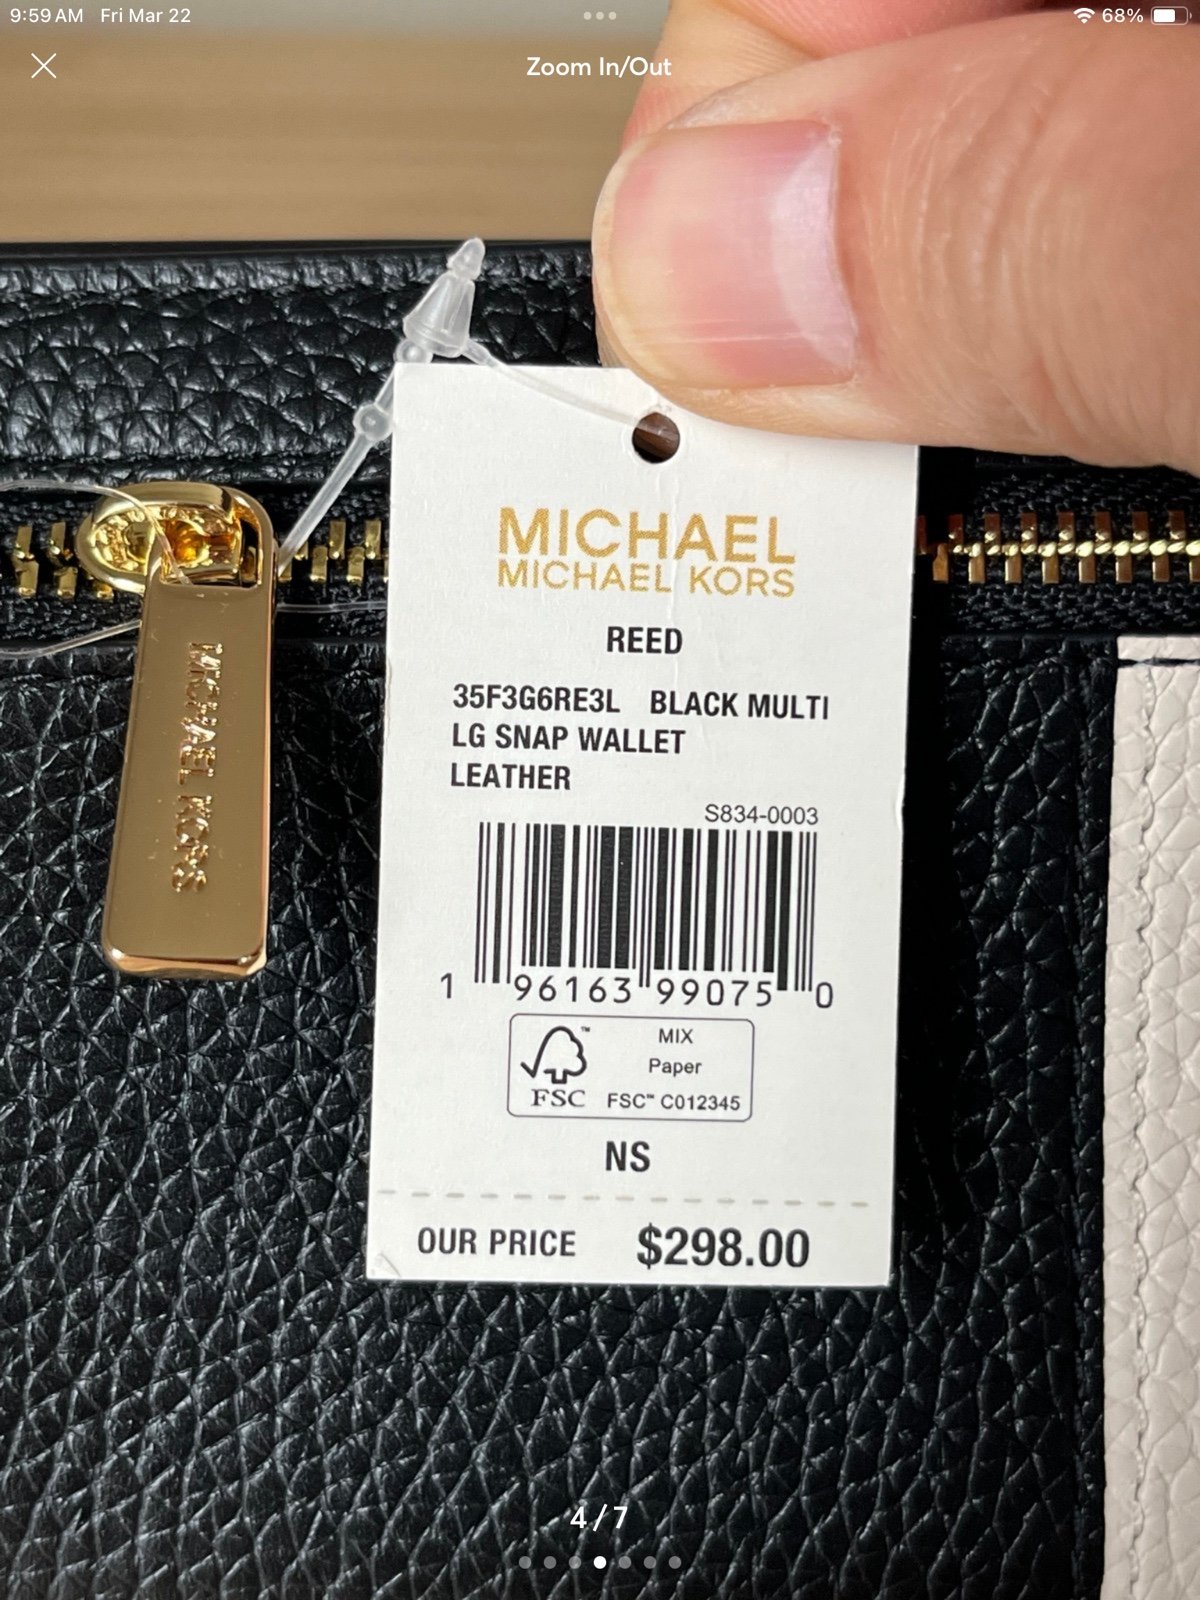 9:59 AM Fri Mar 22
68%
Zoom In/Out
MICHAEL
MICHAEL KORS
REED
35F3G6RE3L BLACK MULTI
LG SNAP WALLET
LEATHER
S834-0003
1 96163 99075 0
FSC™
MIX
Paper
FSC™ C012345
NS
OUR PRICE $298.00
MICHAEL KORS
4/7